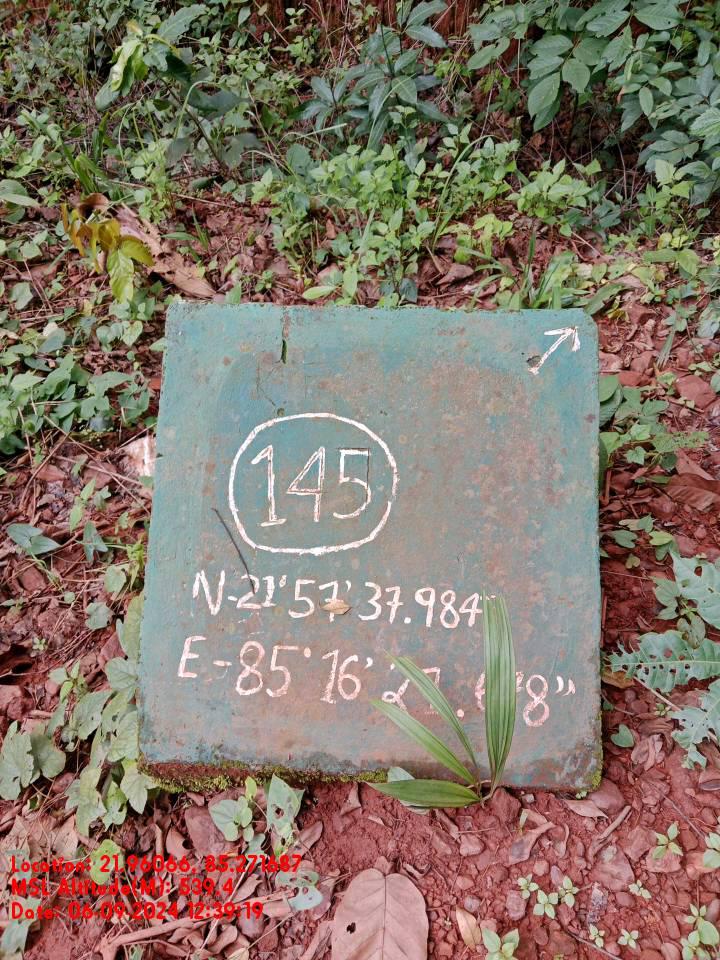 145
N-21°57'37.984"
E-85°16'
Location: 21.96066, 85.271687
MSL Altitude(M): 539.4
Date: 06-09-2024 12:39:19